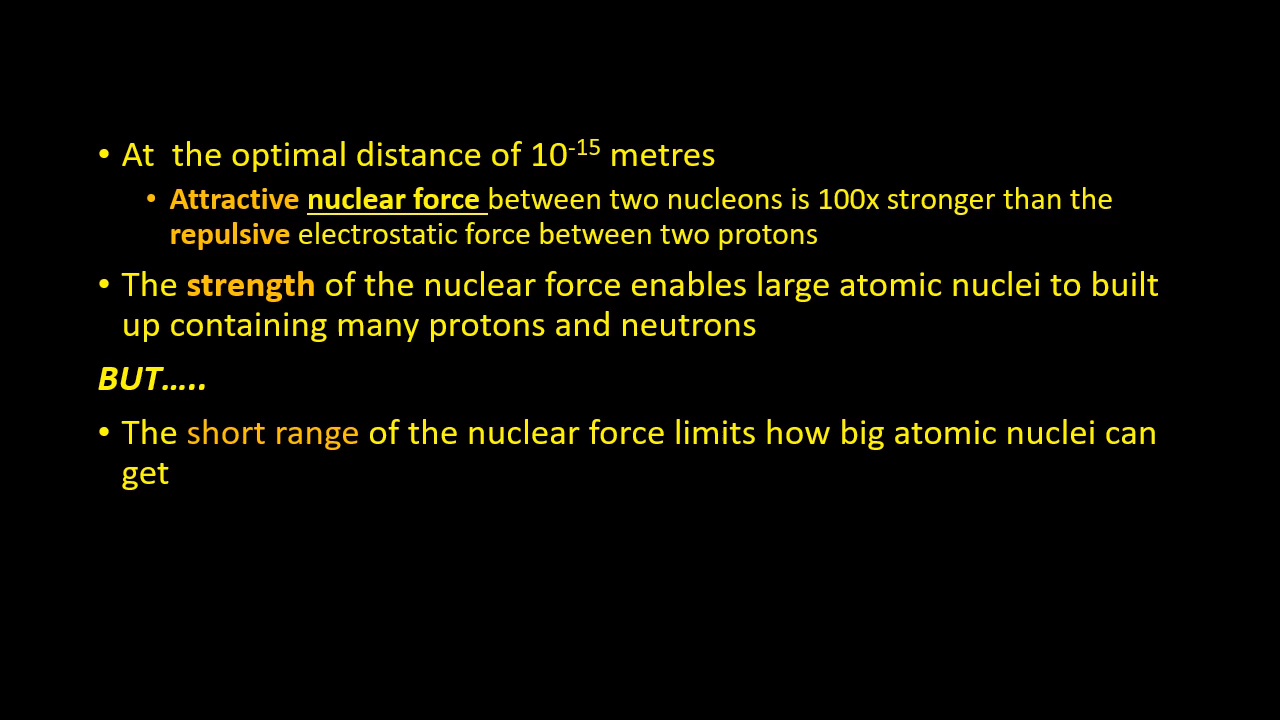 • At  the optimal distance of 10⁻¹⁵ metres
• Attractive nuclear force between two nucleons is 100x stronger than the
repulsive electrostatic force between two protons
• The strength of the nuclear force enables large atomic nuclei to built
up containing many protons and neutrons
BUT…..
• The short range of the nuclear force limits how big atomic nuclei can
get